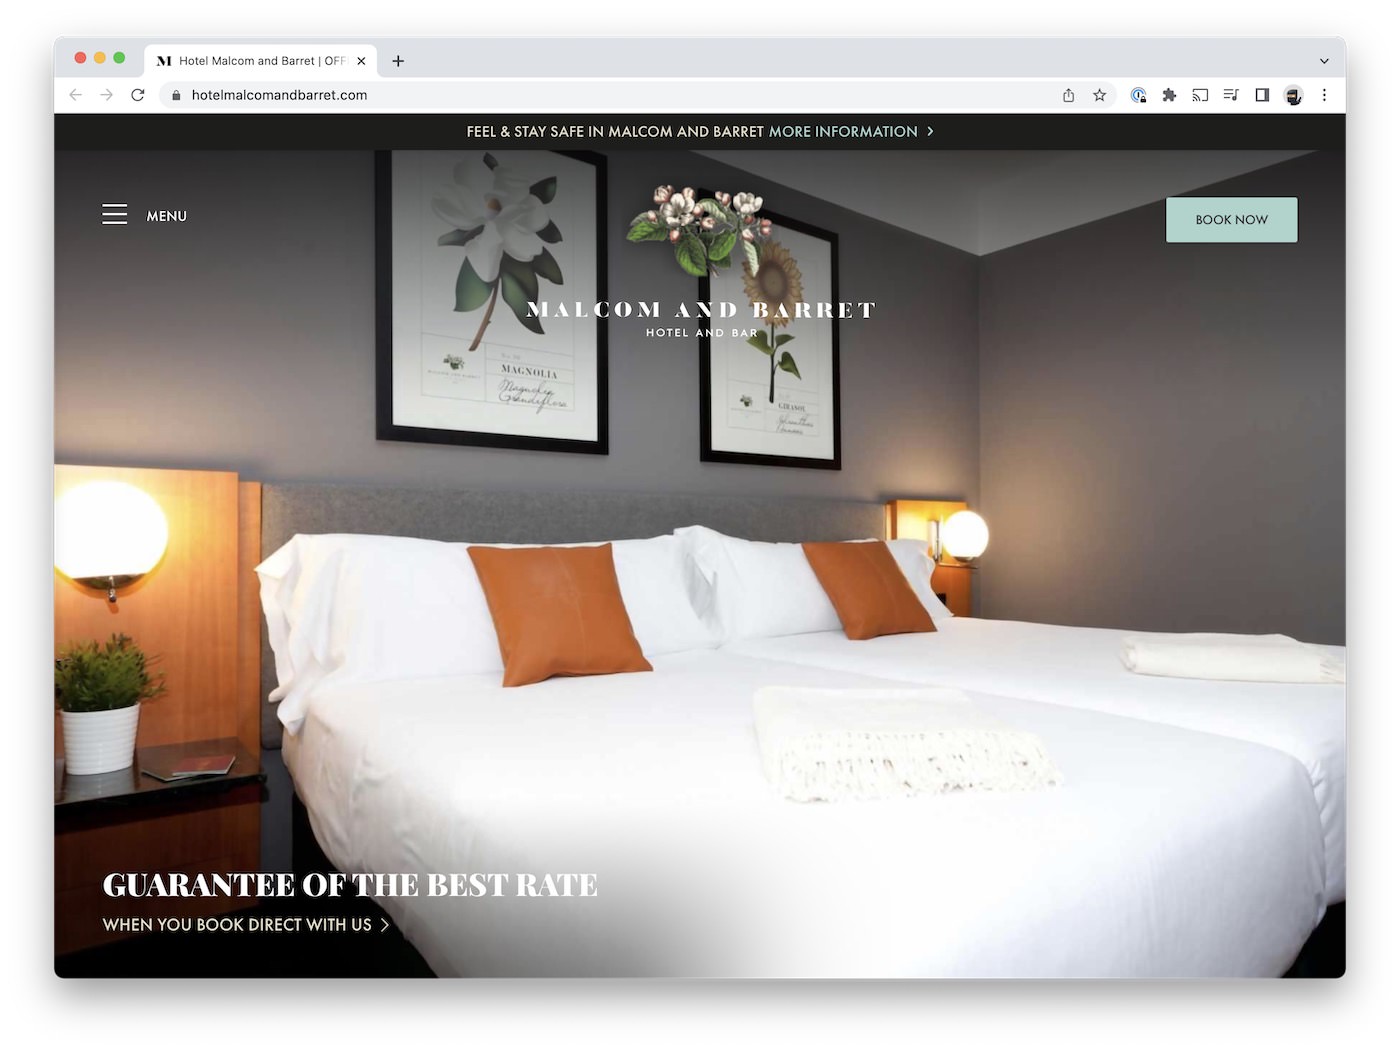 Hotel Malcom and Barret | OFFI
hotelmalcomandbarret.com
FEEL & STAY SAFE IN MALCOM AND BARRET MORE INFORMATION
MENU
BOOK NOW
MALCOM AND BARRET
HOTEL AND BAR
MAGNOLIA
Magnolia
Grandiflora
GIRASOL
GUARANTEE OF THE BEST RATE
WHEN YOU BOOK DIRECT WITH US